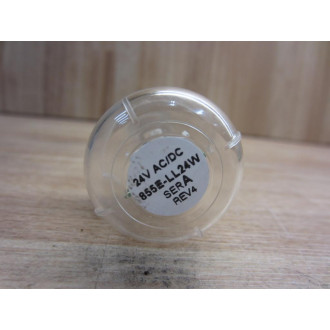 24V AC/DC
855E-LL24W
SER A
REV4